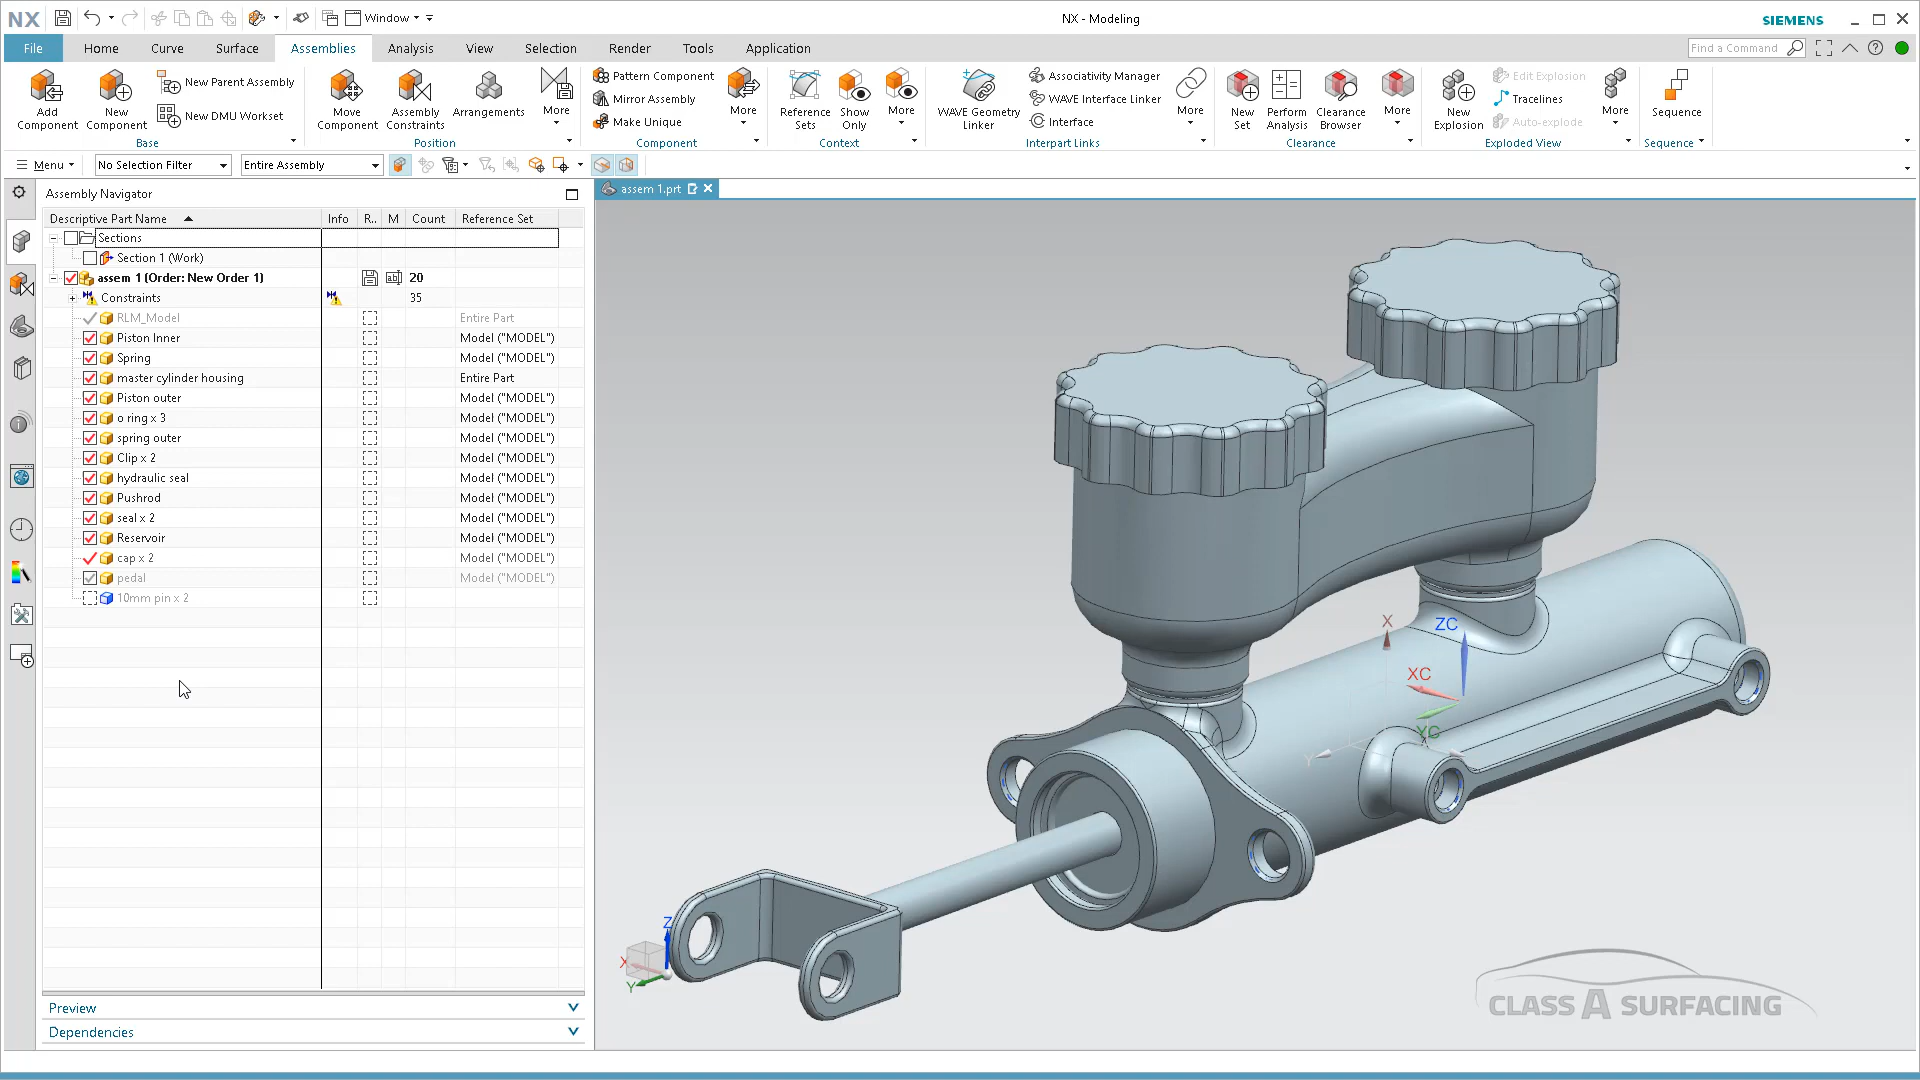 NX
Window
NX - Modeling
SIEMENS
File Home Curve Surface Assemblies Analysis View Selection Render Tools Application
Find a Command
Add Component
New Component
New Parent Assembly
New DMU Workset
Base
Move Component
Assembly Constraints
Arrangements
More
Position
Pattern Component
Mirror Assembly
Make Unique
More
Component
Reference Sets
Show Only
More
Context
WAVE Geometry Linker
Associativity Manager
WAVE Interface Linker
Interface
More
Interpart Links
New Set
Perform Analysis
Clearance Browser
More
Clearance
New Explosion
Edit Explosion
Tracelines
Auto-explode
More
Exploded View
Sequence
Sequence
Menu
No Selection Filter
Entire Assembly
Assembly Navigator
assem 1.prt
Descriptive Part Name Info R.. M Count Reference Set
Sections
Section 1 (Work)
assem 1 (Order: New Order 1) 20
Constraints 35
RLM_Model Entire Part
Piston Inner Model ("MODEL")
Spring Model ("MODEL")
master cylinder housing Entire Part
Piston outer Model ("MODEL")
o ring x 3 Model ("MODEL")
spring outer Model ("MODEL")
Clip x 2 Model ("MODEL")
hydraulic seal Model ("MODEL")
Pushrod Model ("MODEL")
seal x 2 Model ("MODEL")
Reservoir Model ("MODEL")
cap x 2 Model ("MODEL")
pedal Model ("MODEL")
10mm pin x 2
Preview
Dependencies
X
ZC
XC
YC
Y
Z
X
Y
CLASS A SURFACING